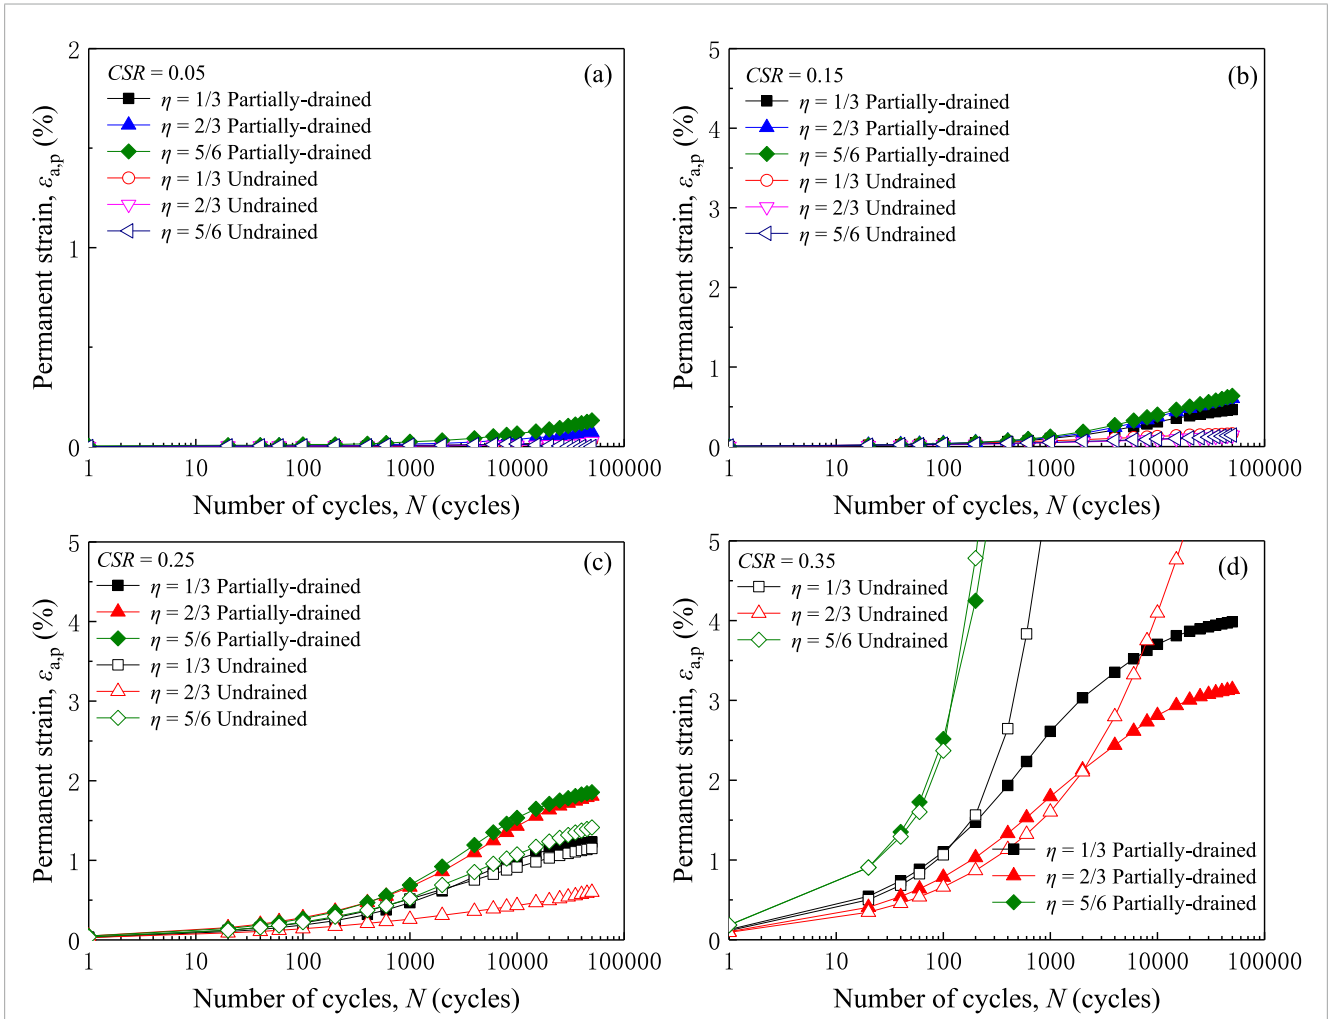 (a)
CSR = 0.05
η = 1/3 Partially-drained
η = 2/3 Partially-drained
η = 5/6 Partially-drained
η = 1/3 Undrained
η = 2/3 Undrained
η = 5/6 Undrained
Permanent strain, εa,p (%)
2
1
0
1 10 100 1000 10000 100000
Number of cycles, N (cycles)
(b)
CSR = 0.15
η = 1/3 Partially-drained
η = 2/3 Partially-drained
η = 5/6 Partially-drained
η = 1/3 Undrained
η = 2/3 Undrained
η = 5/6 Undrained
Permanent strain, εa,p (%)
5
4
3
2
1
0
1 10 100 1000 10000 100000
Number of cycles, N (cycles)
(c)
CSR = 0.25
η = 1/3 Partially-drained
η = 2/3 Partially-drained
η = 5/6 Partially-drained
η = 1/3 Undrained
η = 2/3 Undrained
η = 5/6 Undrained
Permanent strain, εa,p (%)
5
4
3
2
1
0
1 10 100 1000 10000 100000
Number of cycles, N (cycles)
(d)
CSR = 0.35
η = 1/3 Undrained
η = 2/3 Undrained
η = 5/6 Undrained
η = 1/3 Partially-drained
η = 2/3 Partially-drained
η = 5/6 Partially-drained
Permanent strain, εa,p (%)
5
4
3
2
1
0
1 10 100 1000 10000 100000
Number of cycles, N (cycles)